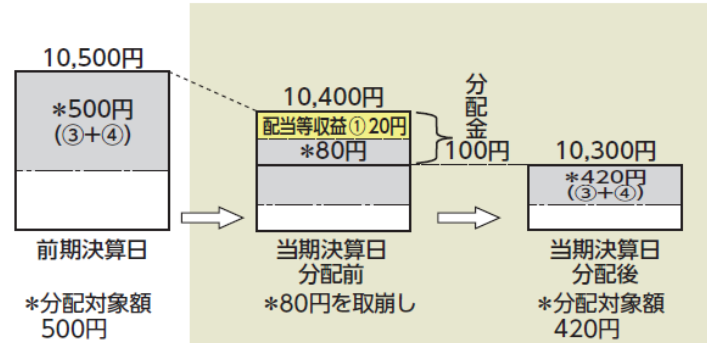 10,500円
*500円
(③+④)
前期決算日
*分配対象額
500円
10,400円
配当等収益①20円
*80円
分配金
100円
当期決算日
分配前
*80円を取崩し
10,300円
*420円
(③+④)
当期決算日
分配後
*分配対象額
420円